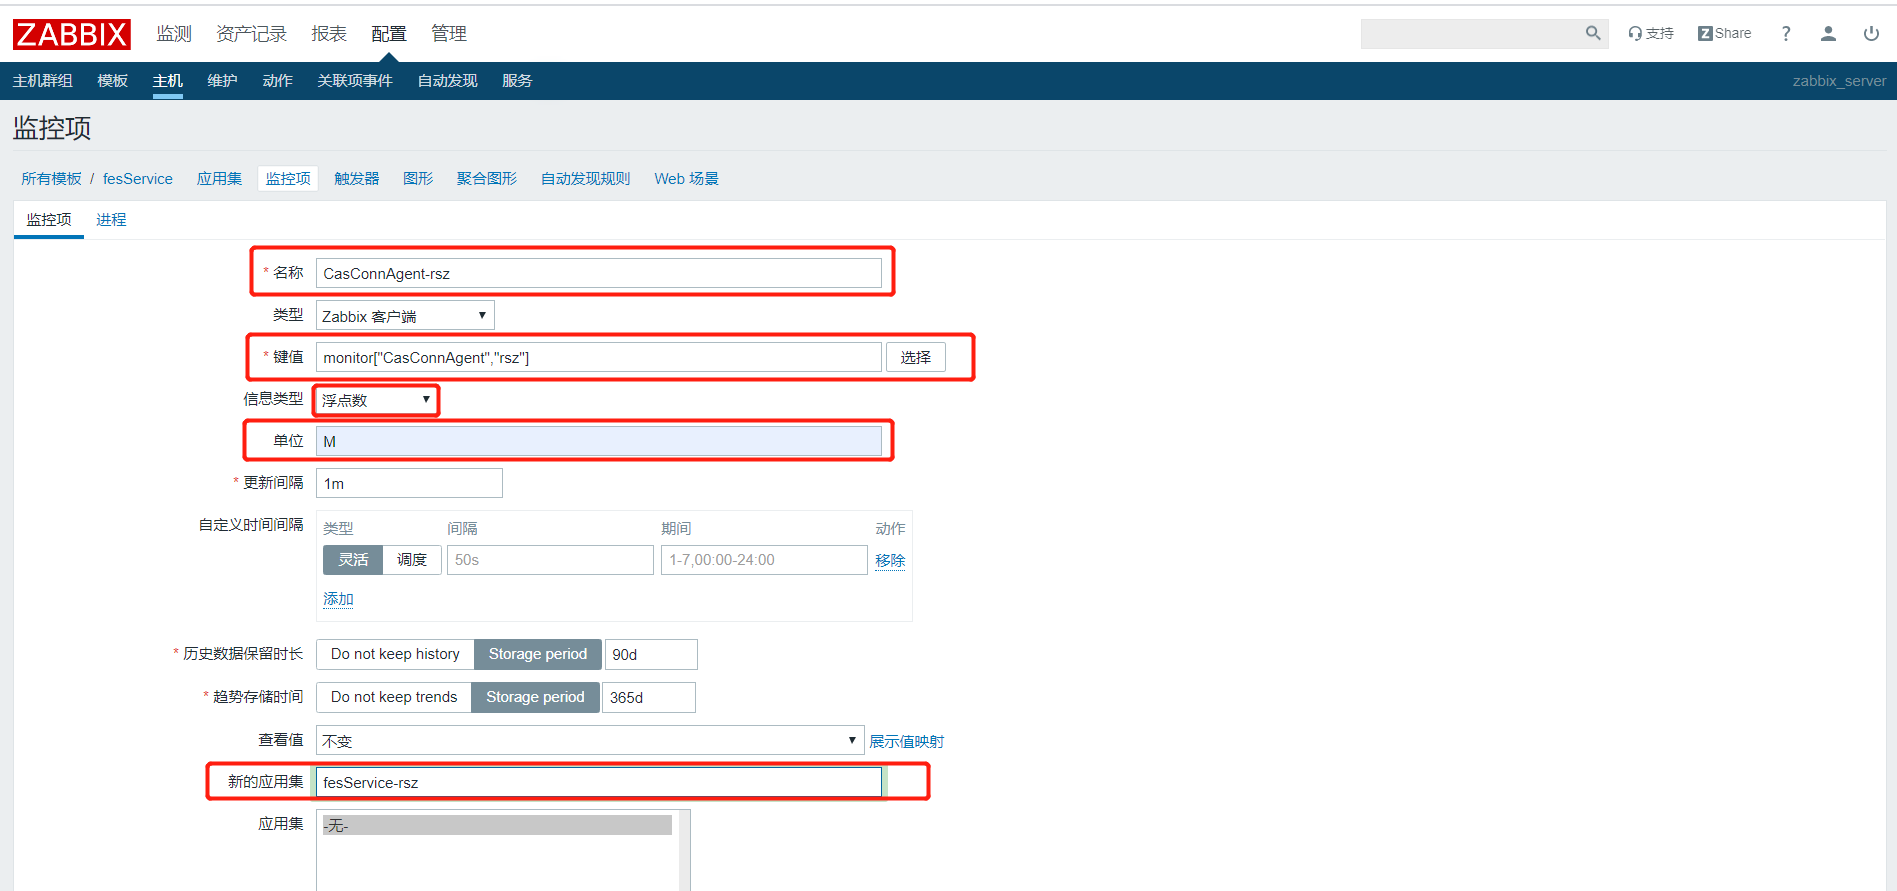 ZABBIX 监测 资产记录 报表 配置 管理 支持 Z Share ?
主机群组 模板 主机 维护 动作 关联项事件 自动发现 服务 zabbix_server
监控项
所有模板 / fesService 应用集 监控项 触发器 图形 聚合图形 自动发现规则 Web 场景
监控项 进程
* 名称 CasConnAgent-rsz
类型 Zabbix 客户端
* 键值 monitor["CasConnAgent","rsz"] 选择
信息类型 浮点数
单位 M
* 更新间隔 1m
自定义时间间隔 类型 间隔 期间 动作
灵活 调度 50s 1-7,00:00-24:00 移除
添加
* 历史数据保留时长 Do not keep history Storage period 90d
* 趋势存储时间 Do not keep trends Storage period 365d
查看值 不变 展示值映射
新的应用集 fesService-rsz
应用集 -无-